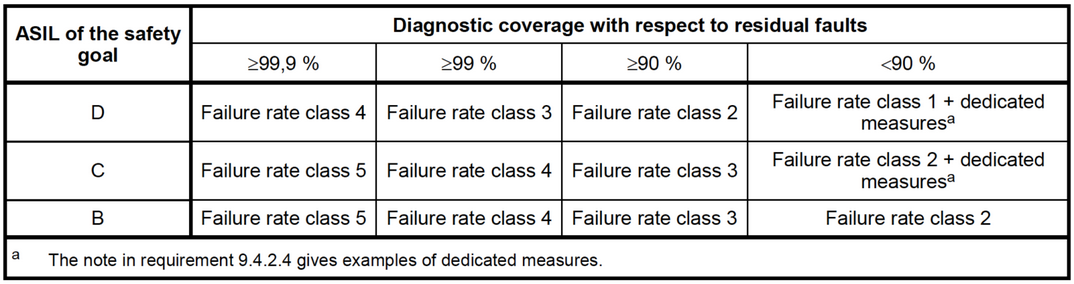 ASIL of the safety goal
Diagnostic coverage with respect to residual faults
≥99,9 % ≥99 % ≥90 % <90 %
D Failure rate class 4 Failure rate class 3 Failure rate class 2 Failure rate class 1 + dedicated measuresa
C Failure rate class 5 Failure rate class 4 Failure rate class 3 Failure rate class 2 + dedicated measuresa
B Failure rate class 5 Failure rate class 4 Failure rate class 3 Failure rate class 2
a The note in requirement 9.4.2.4 gives examples of dedicated measures.